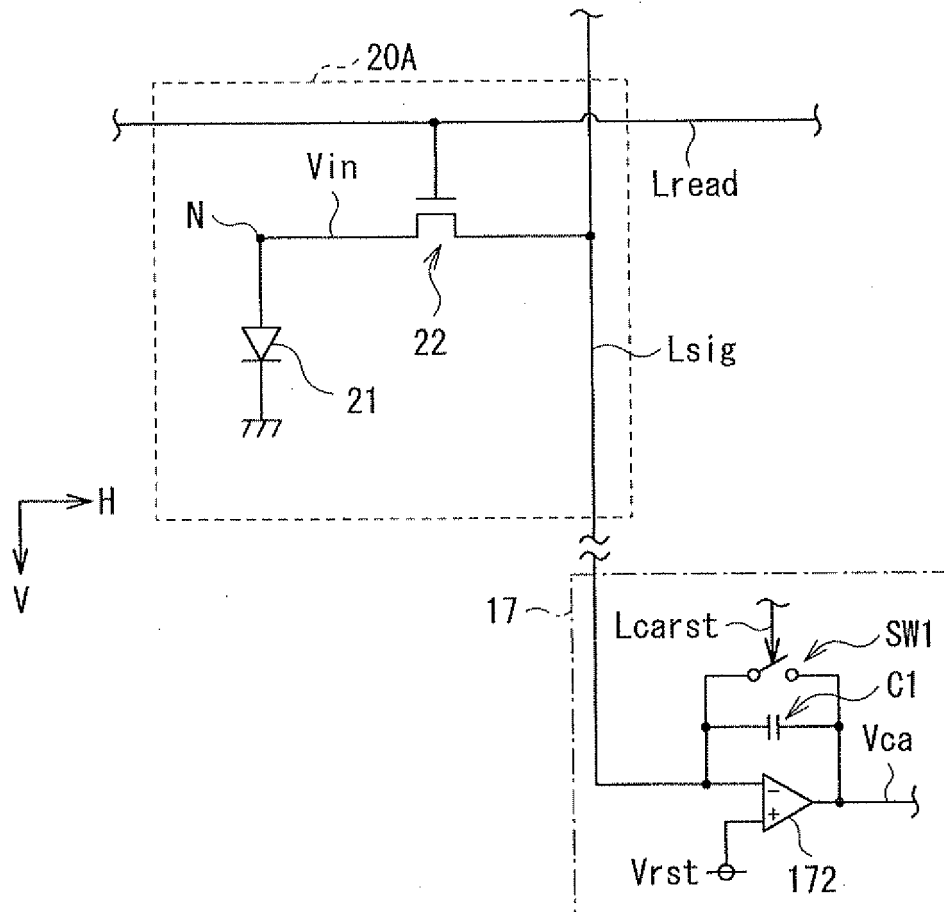 20A
Vin
Lread
N
22
Lsig
21
H
V
17
Lcarst
SW1
C1
Vca
−
+
Vrst
172